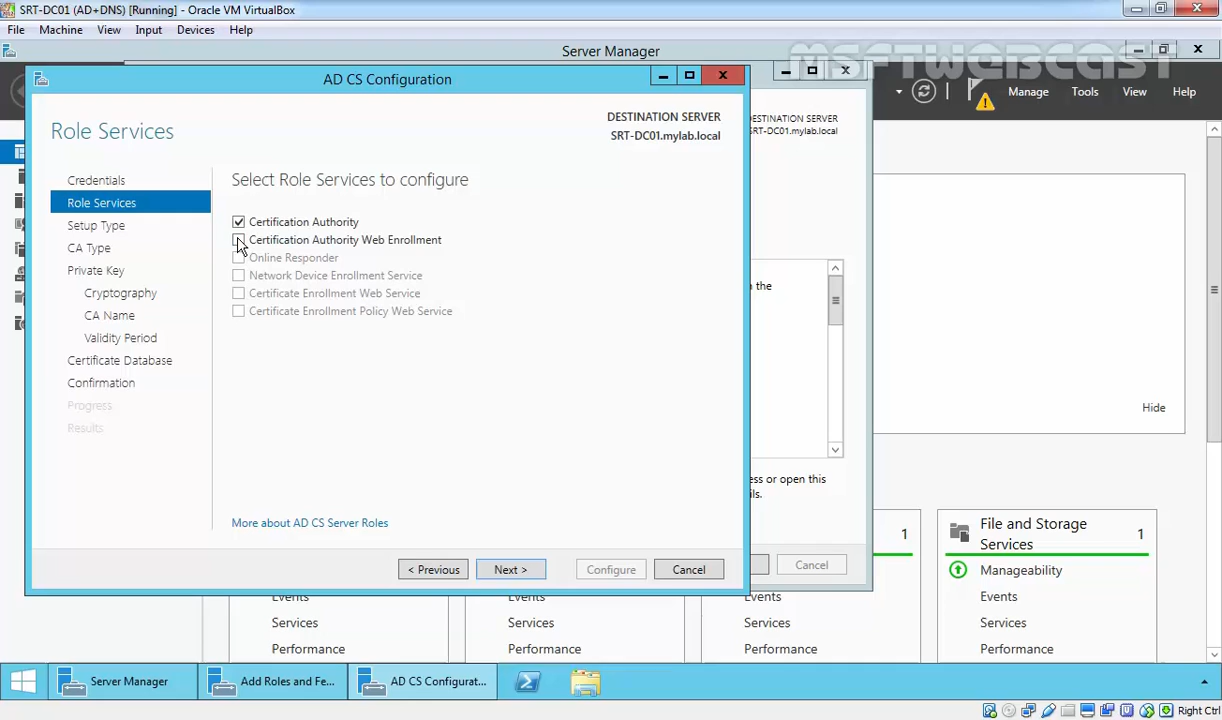 SRT-DC01 (AD+DNS) [Running] - Oracle VM VirtualBox
File Machine View Input Devices Help
Server Manager
MSFTWEBCAST
AD CS Configuration
Manage Tools View Help
Role Services
DESTINATION SERVER
SRT-DC01.mylab.local
DESTINATION SERVER
SRT-DC01.mylab.local
Credentials
Role Services
Setup Type
CA Type
Private Key
Cryptography
CA Name
Validity Period
Certificate Database
Confirmation
Progress
Results
Select Role Services to configure
Certification Authority
Certification Authority Web Enrollment
Online Responder
Network Device Enrollment Service
Certificate Enrollment Web Service
Certificate Enrollment Policy Web Service
More about AD CS Server Roles
< Previous
Next >
Configure
Cancel
n the
ess or open this
ils.
Cancel
Hide
1
File and Storage
Services
1
Manageability
Events
Services
Performance
Events
Services
Performance
Events
Services
Performance
Events
Services
Performance
Server Manager
Add Roles and Fe...
AD CS Configurat...
Right Ctrl